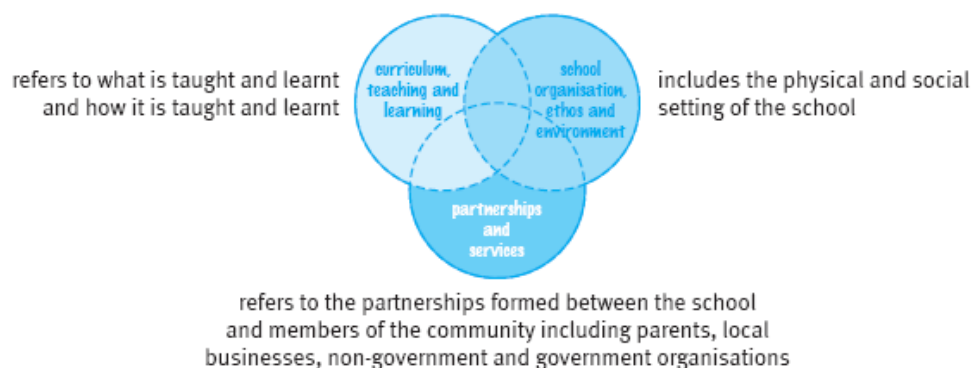 refers to what is taught and learnt
and how it is taught and learnt
curriculum,
teaching and
learning
school
organisation,
ethos and
environment
includes the physical and social
setting of the school
partnerships
and
services
refers to the partnerships formed between the school
and members of the community including parents, local
businesses, non-government and government organisations